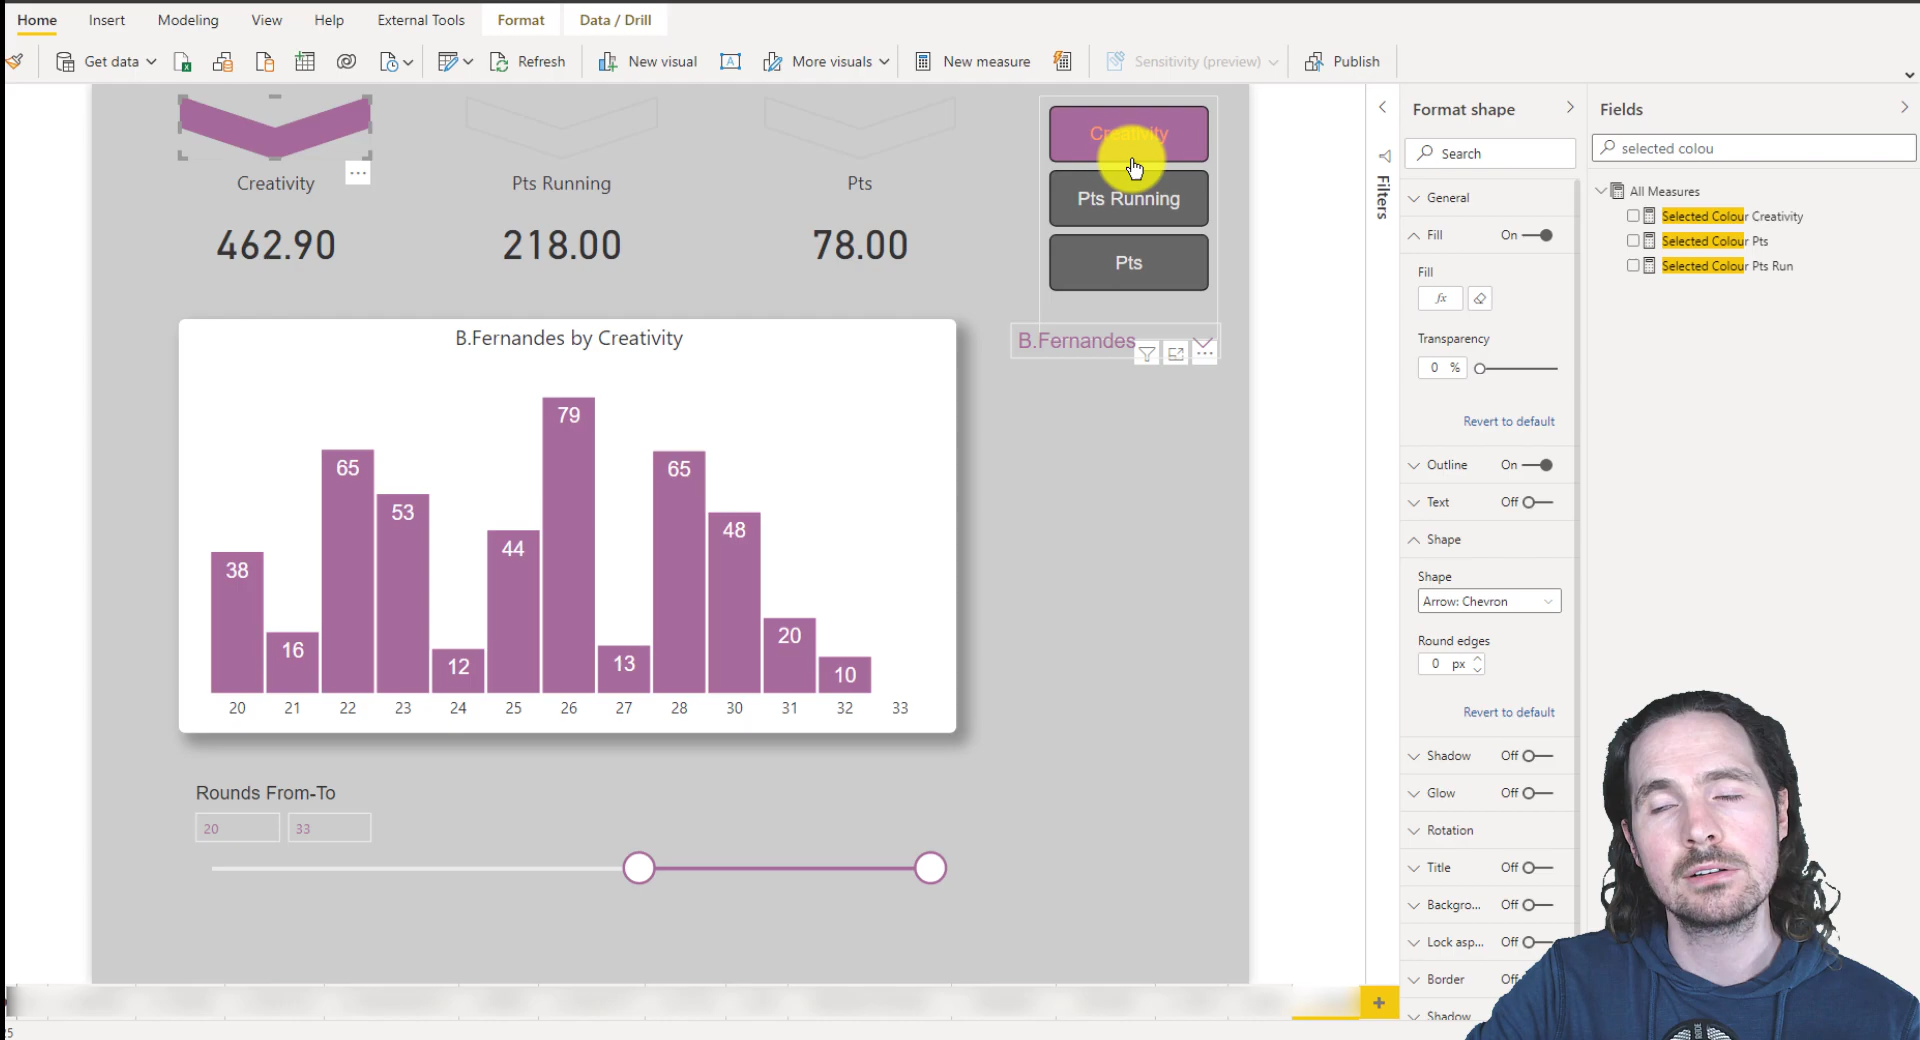 Home Insert Modeling View Help External Tools Format Data / Drill
Get data Refresh New visual More visuals New measure Sensitivity (preview) Publish
Creativity
462.90
Pts Running
218.00
Pts
78.00
Creativity
Pts Running
Pts
B.Fernandes
B.Fernandes by Creativity
38
16
65
53
12
44
79
13
65
48
20
10
20 21 22 23 24 25 26 27 28 30 31 32 33
Rounds From-To
20 33
Filters
Format shape
Search
General
Fill On
Fill
fx
Transparency
0 %
Revert to default
Outline On
Text Off
Shape
Shape
Arrow: Chevron
Round edges
0 px
Revert to default
Shadow Off
Glow Off
Rotation
Title Off
Backgro... Off
Lock asp... Off
Border Off
Shadow
Fields
selected colou
All Measures
Selected Colour Creativity
Selected Colour Pts
Selected Colour Pts Run
RØDE